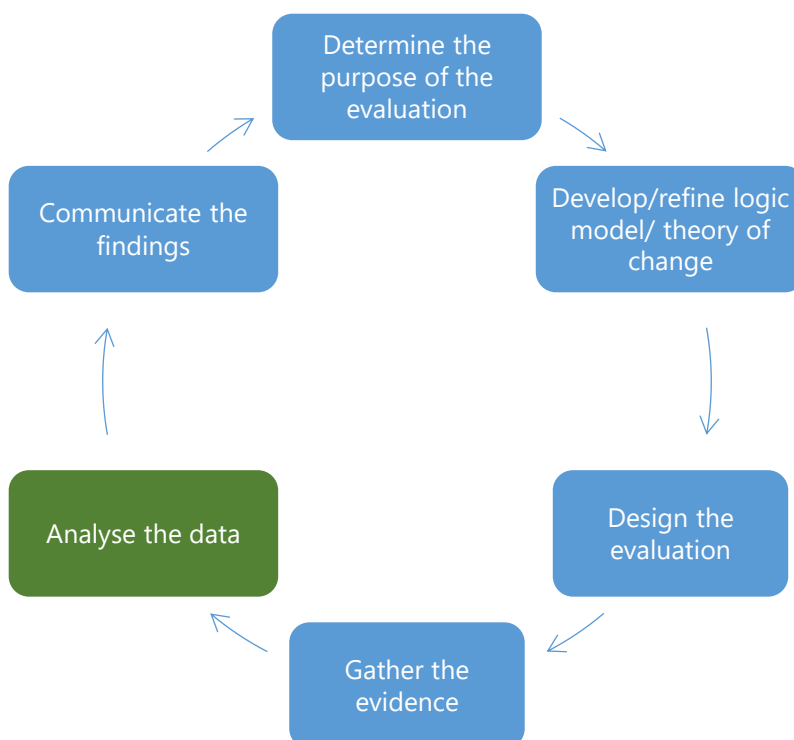 Determine the
purpose of the
evaluation
Develop/refine logic
model/ theory of
change
Design the
evaluation
Gather the
evidence
Analyse the data
Communicate the
findings